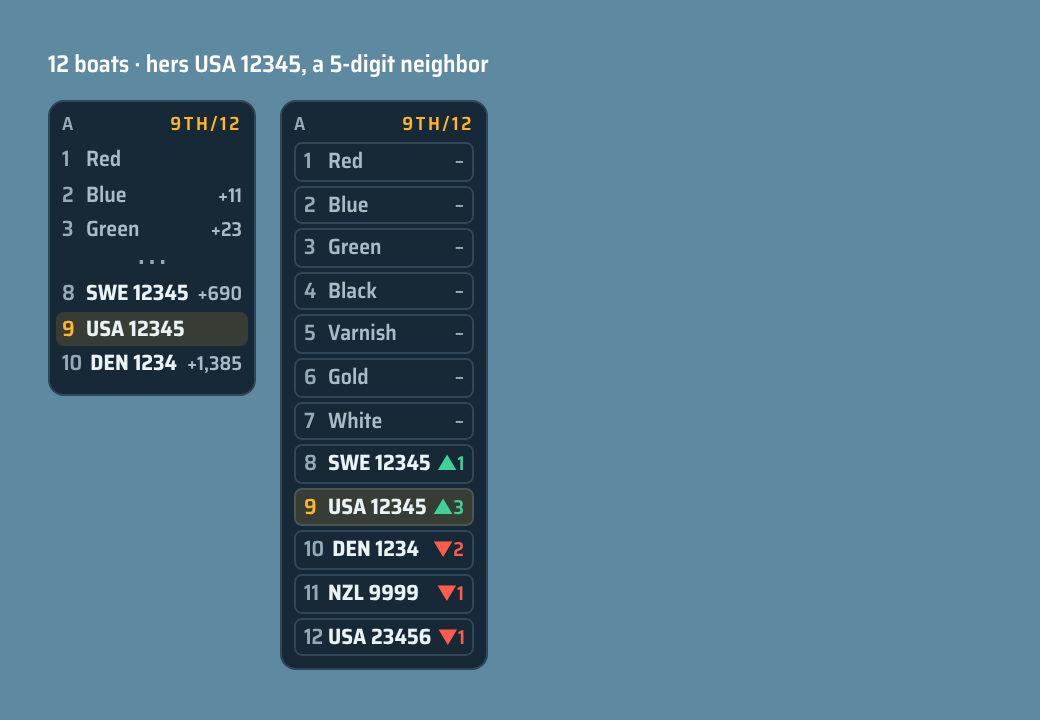 12 boats · hers USA 12345, a 5-digit neighbor
A 9TH/12
1 Red
2 Blue +11
3 Green +23
...
8 SWE 12345 +690
9 USA 12345
10 DEN 1234 +1,385
A 9TH/12
1 Red –
2 Blue –
3 Green –
4 Black –
5 Varnish –
6 Gold –
7 White –
8 SWE 12345 ▲1
9 USA 12345 ▲3
10 DEN 1234 ▼2
11 NZL 9999 ▼1
12 USA 23456 ▼1